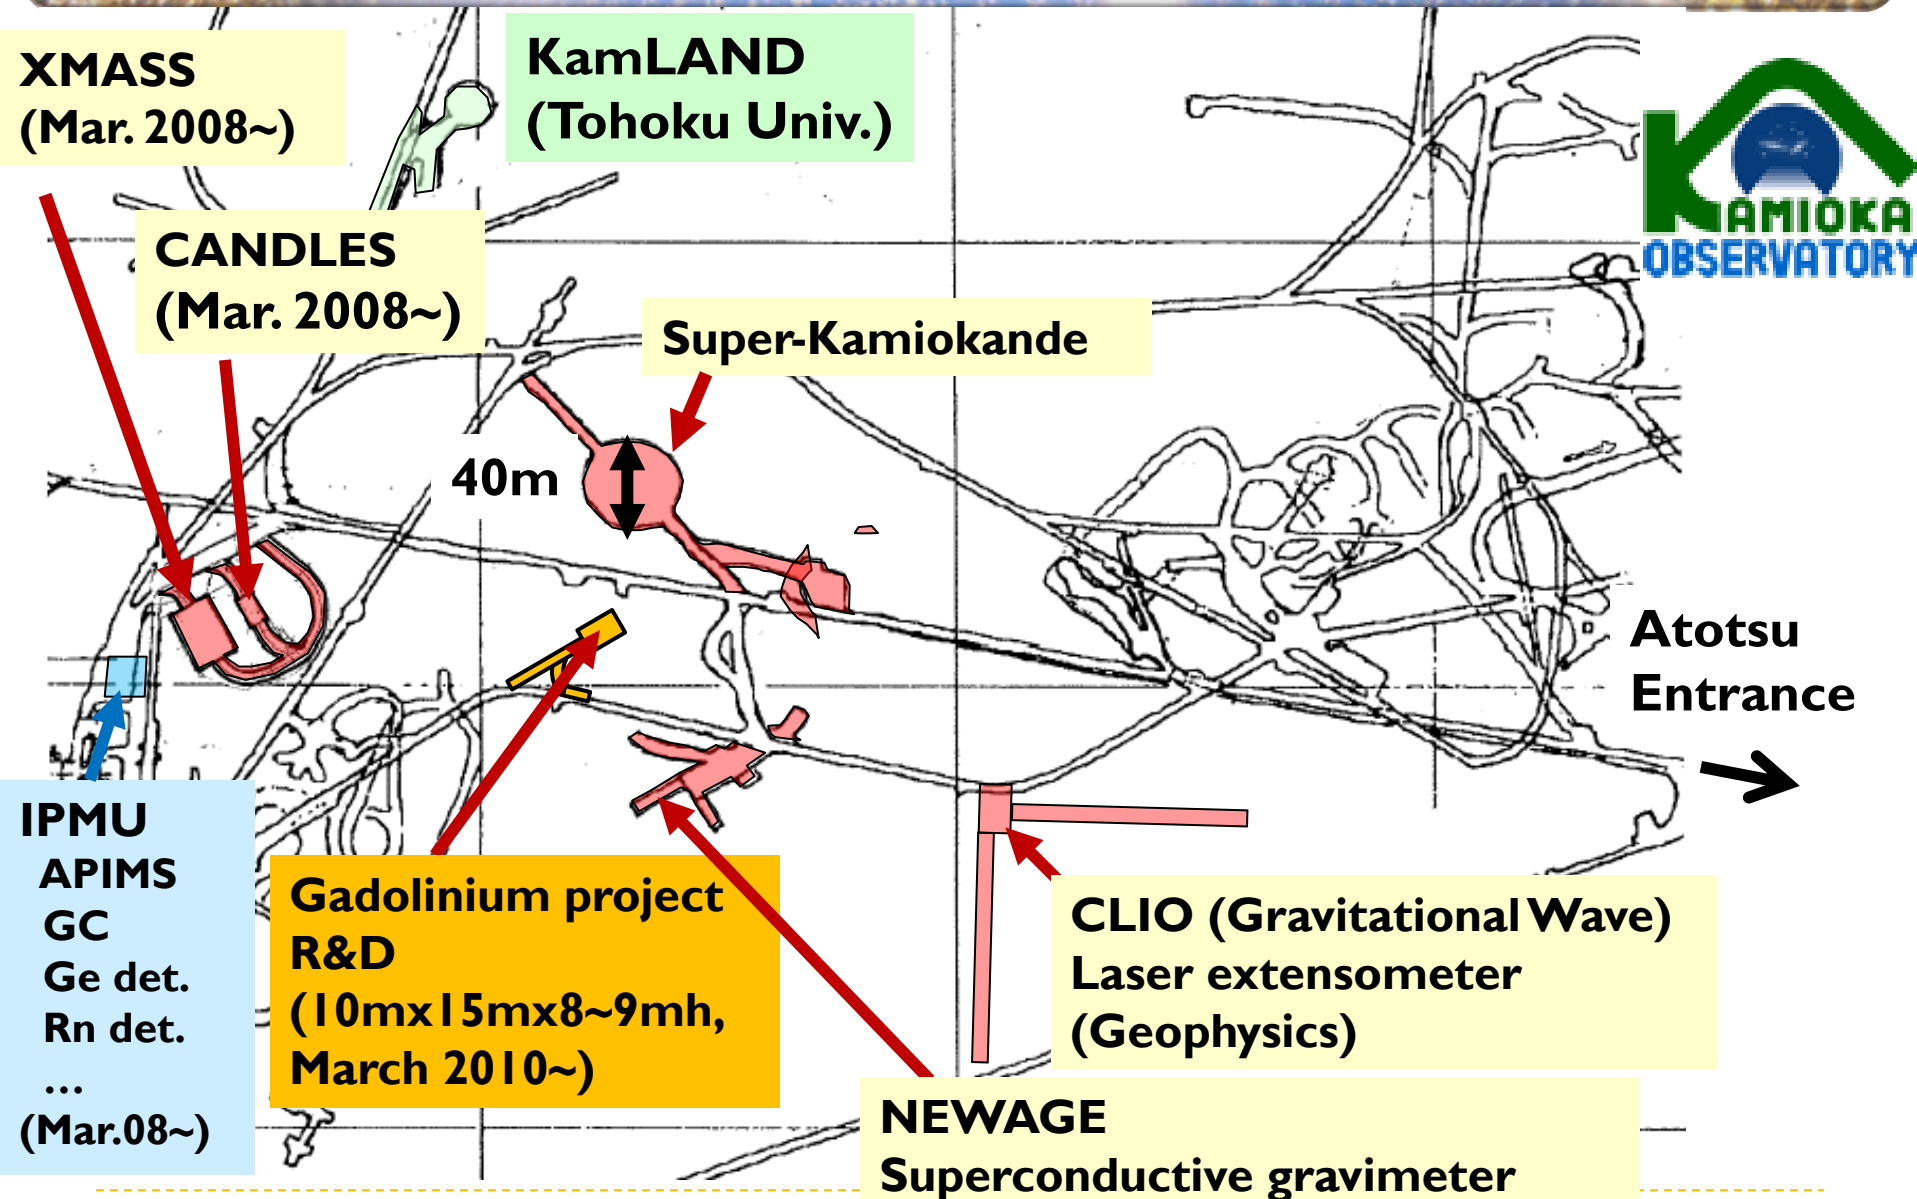 XMASS
(Mar. 2008~)
KamLAND
(Tohoku Univ.)
KAMIOKA
OBSERVATORY
CANDLES
(Mar. 2008~)
Super-Kamiokande
40m
Atotsu
Entrance
IPMU
APIMS
GC
Ge det.
Rn det.
...
(Mar.08~)
Gadolinium project
R&D
(10mx15mx8~9mh,
March 2010~)
CLIO (Gravitational Wave)
Laser extensometer
(Geophysics)
NEWAGE
Superconductive gravimeter